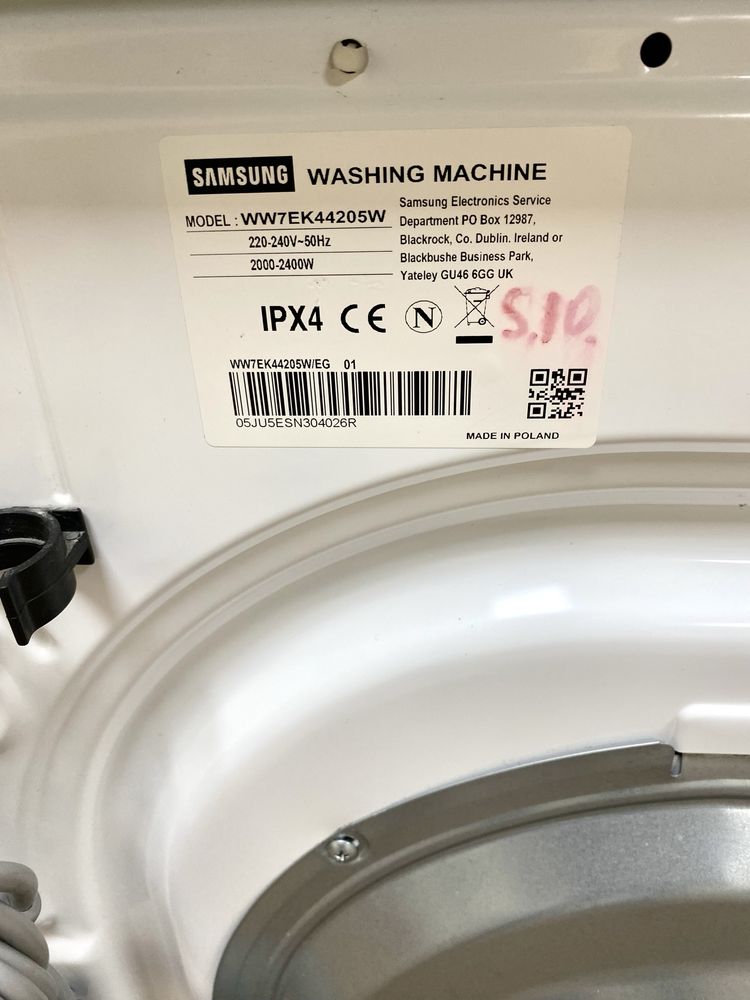 SAMSUNG WASHING MACHINE
MODEL : WW7EK44205W
220-240V~50Hz
2000-2400W
Samsung Electronics Service
Department PO Box 12987,
Blackrock, Co. Dublin. Ireland or
Blackbushe Business Park,
Yateley GU46 6GG UK
IPX4 CE N
S.10.
WW7EK44205W/EG 01
05JU5ESN304026R
MADE IN POLAND